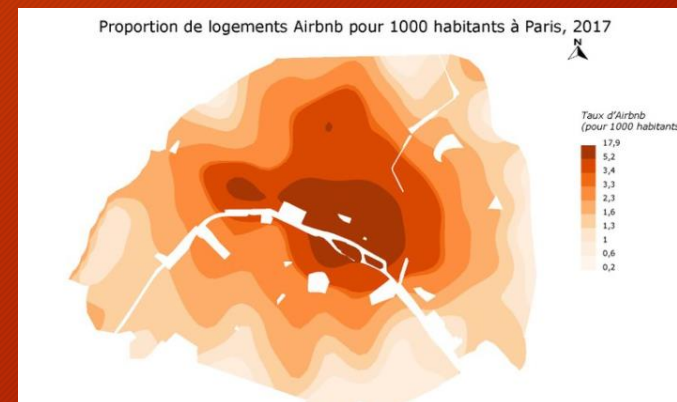 Proportion de logements Airbnb pour 1000 habitants à Paris, 2017
N
Taux d'Airbnb
(pour 1000 habitants
17,9
5,2
3,4
3,3
2,3
1,6
1,3
1
0,6
0,2